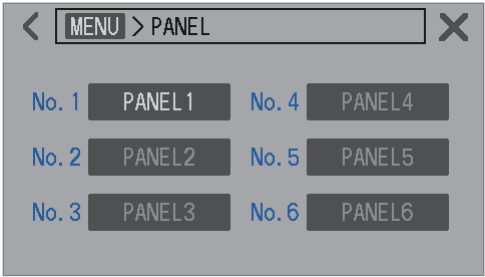 MENU > PANEL
No. 1 PANEL1 No. 4 PANEL4
No. 2 PANEL2 No. 5 PANEL5
No. 3 PANEL3 No. 6 PANEL6